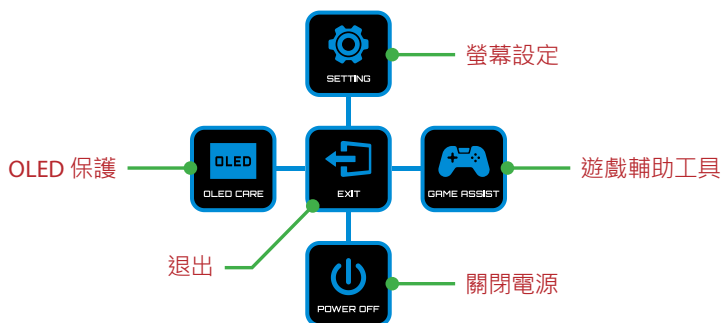 SETTING
螢幕設定
OLED 保護
OLED
OLED CARE
EXIT
GAME ASSIST
遊戲輔助工具
退出
POWER OFF
關閉電源